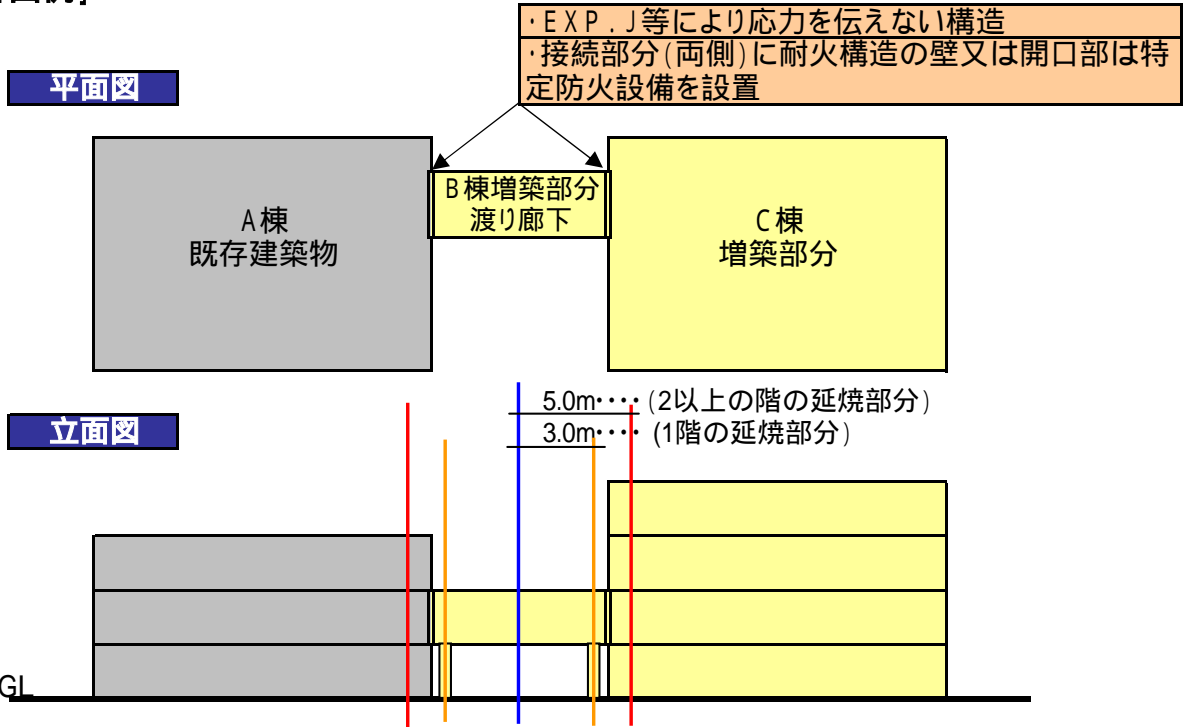 ・ＥＸＰ．Ｊ等により応力を伝えない構造
・接続部分(両側)に耐火構造の壁又は開口部は特
定防火設備を設置
平面図
A棟
既存建築物
B棟増築部分
渡り廊下
C棟
増築部分
5.0m・・・・(2以上の階の延焼部分)
3.0m・・・・(1階の延焼部分)
立面図
GL